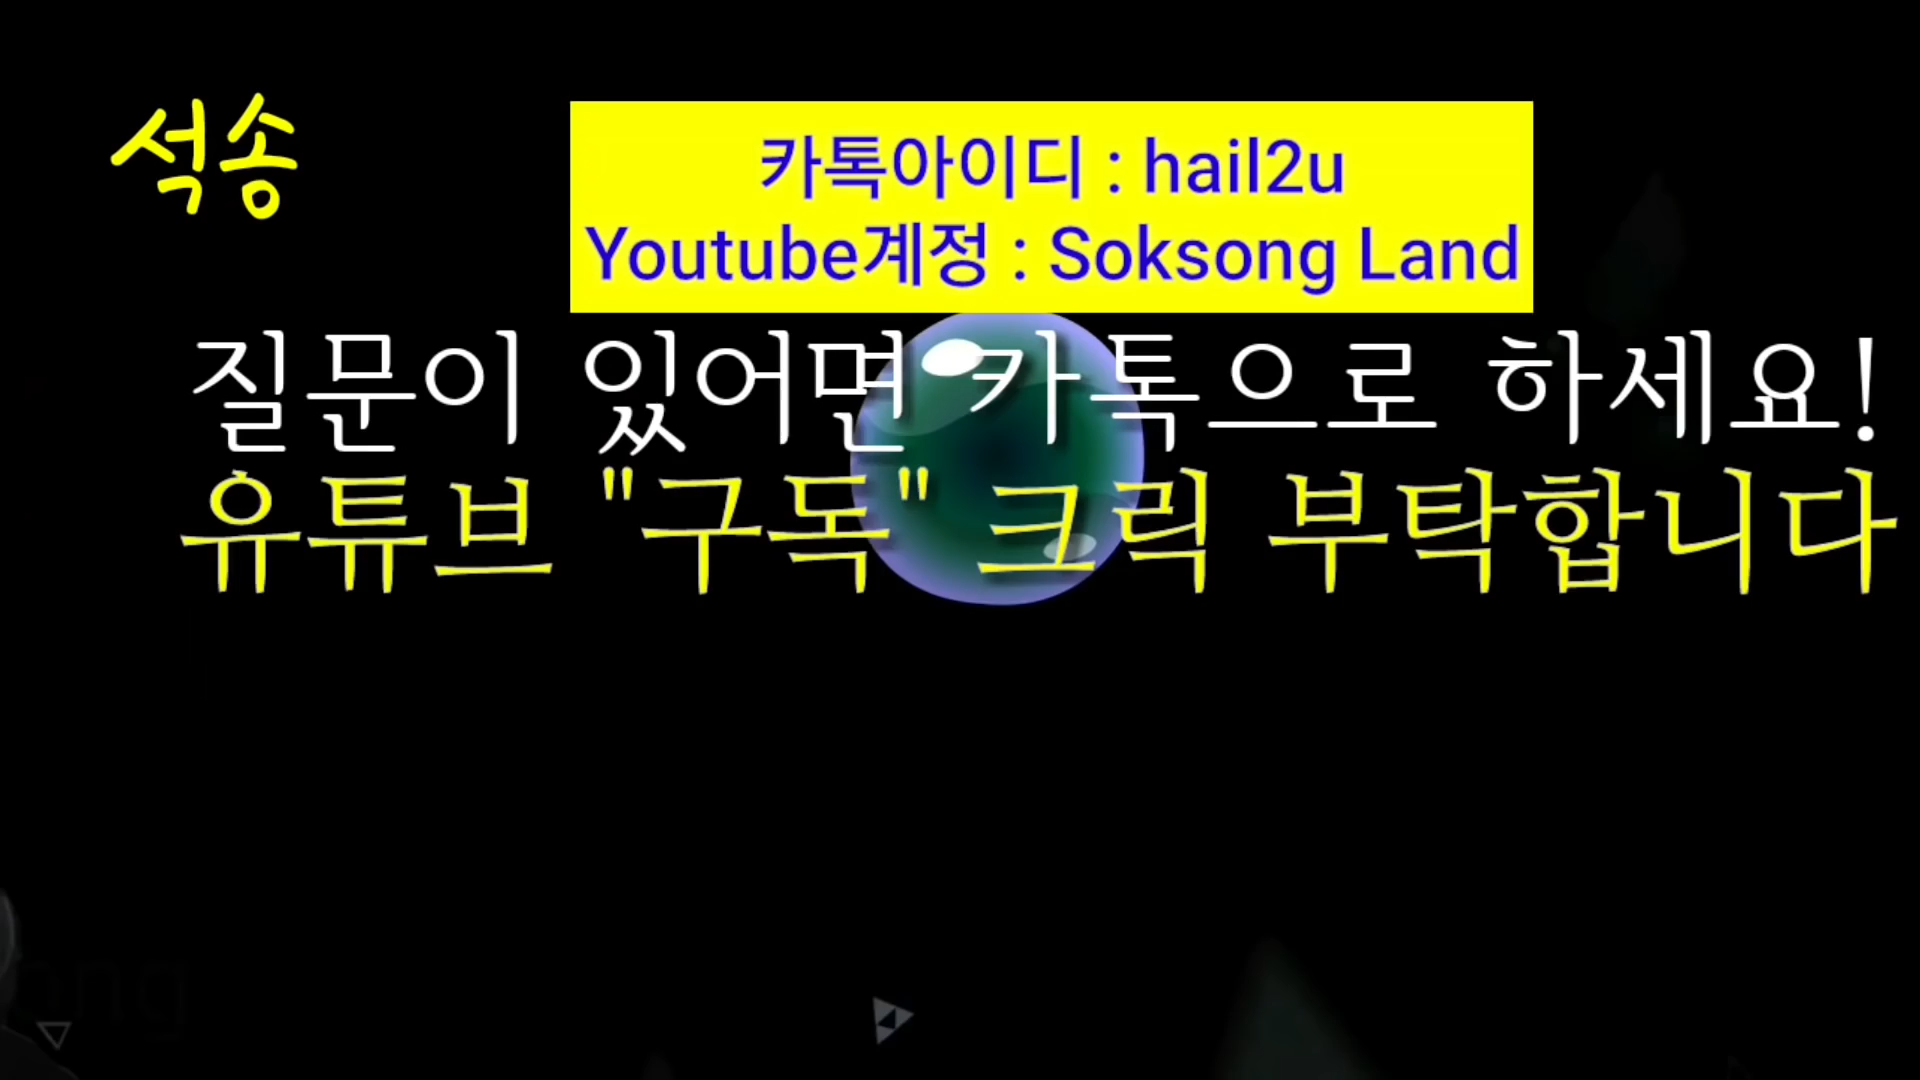 석송
카톡아이디 : hail2u
Youtube계정 : Soksong Land
질문이 있어면 카톡으로 하세요!
유튜브 "구독" 크릭 부탁합니다